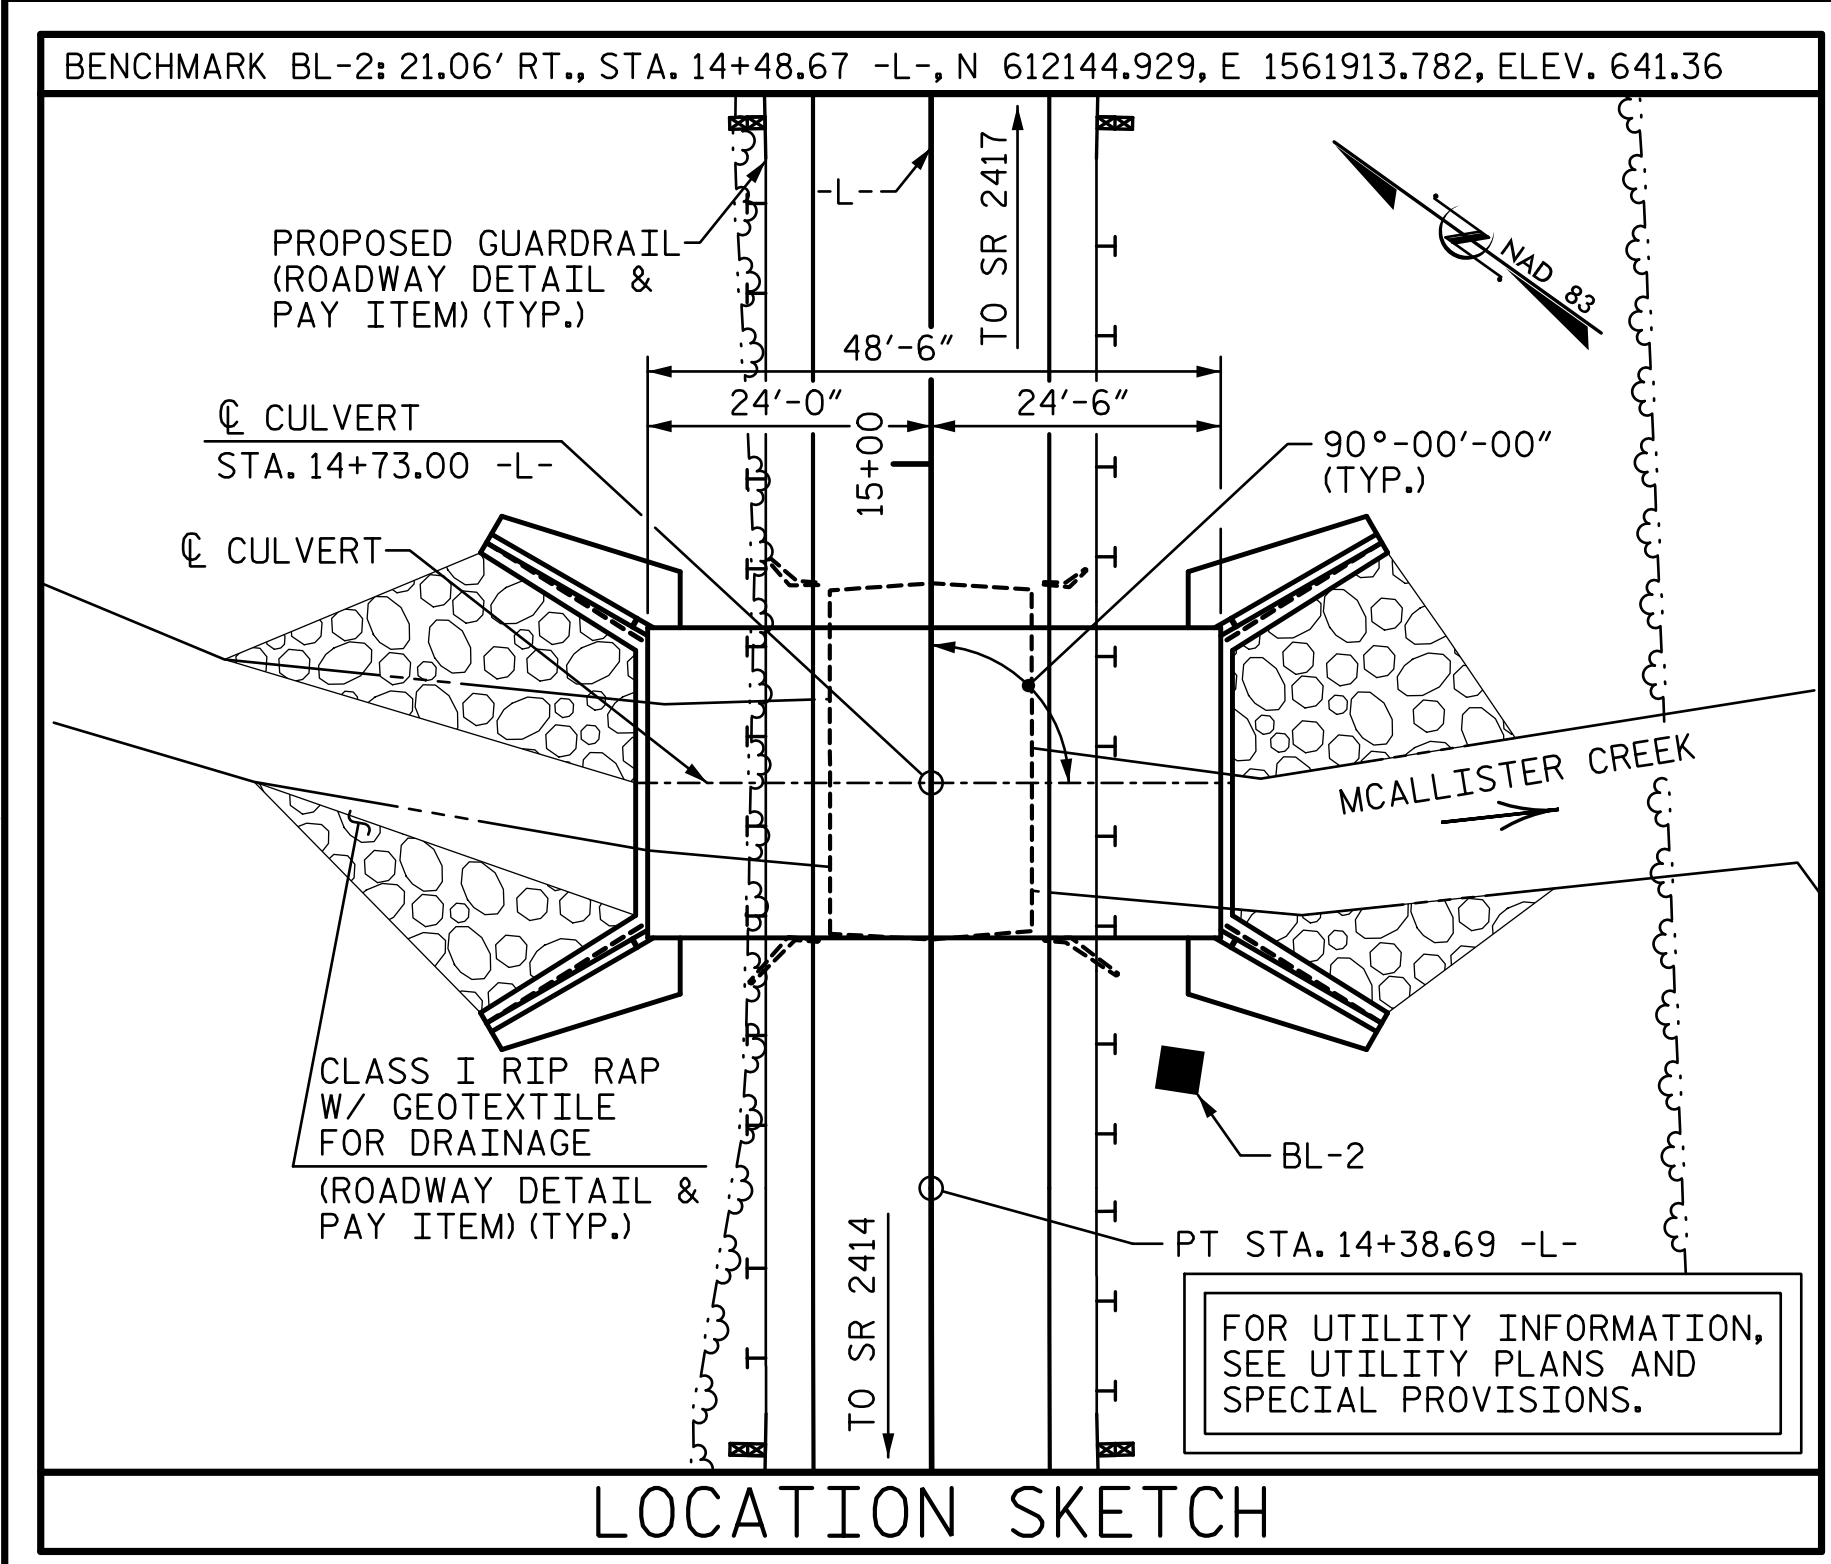 BENCHMARK BL-2: 21.06' RT., STA. 14+48.67 -L-, N 612144.929, E 1561913.782, ELEV. 641.36
-L-
TO SR 2417
PROPOSED GUARDRAIL
(ROADWAY DETAIL &
PAY ITEM) (TYP.)
NAD 83
48'-6"
24'-0"
24'-6"
℄ CULVERT
STA. 14+73.00 -L-
15+00
90°-00'-00"
(TYP.)
℄ CULVERT
MCALLISTER CREEK
CLASS I RIP RAP
W/ GEOTEXTILE
FOR DRAINAGE
(ROADWAY DETAIL &
PAY ITEM) (TYP.)
BL-2
TO SR 2414
PT STA. 14+38.69 -L-
FOR UTILITY INFORMATION,
SEE UTILITY PLANS AND
SPECIAL PROVISIONS.
LOCATION SKETCH